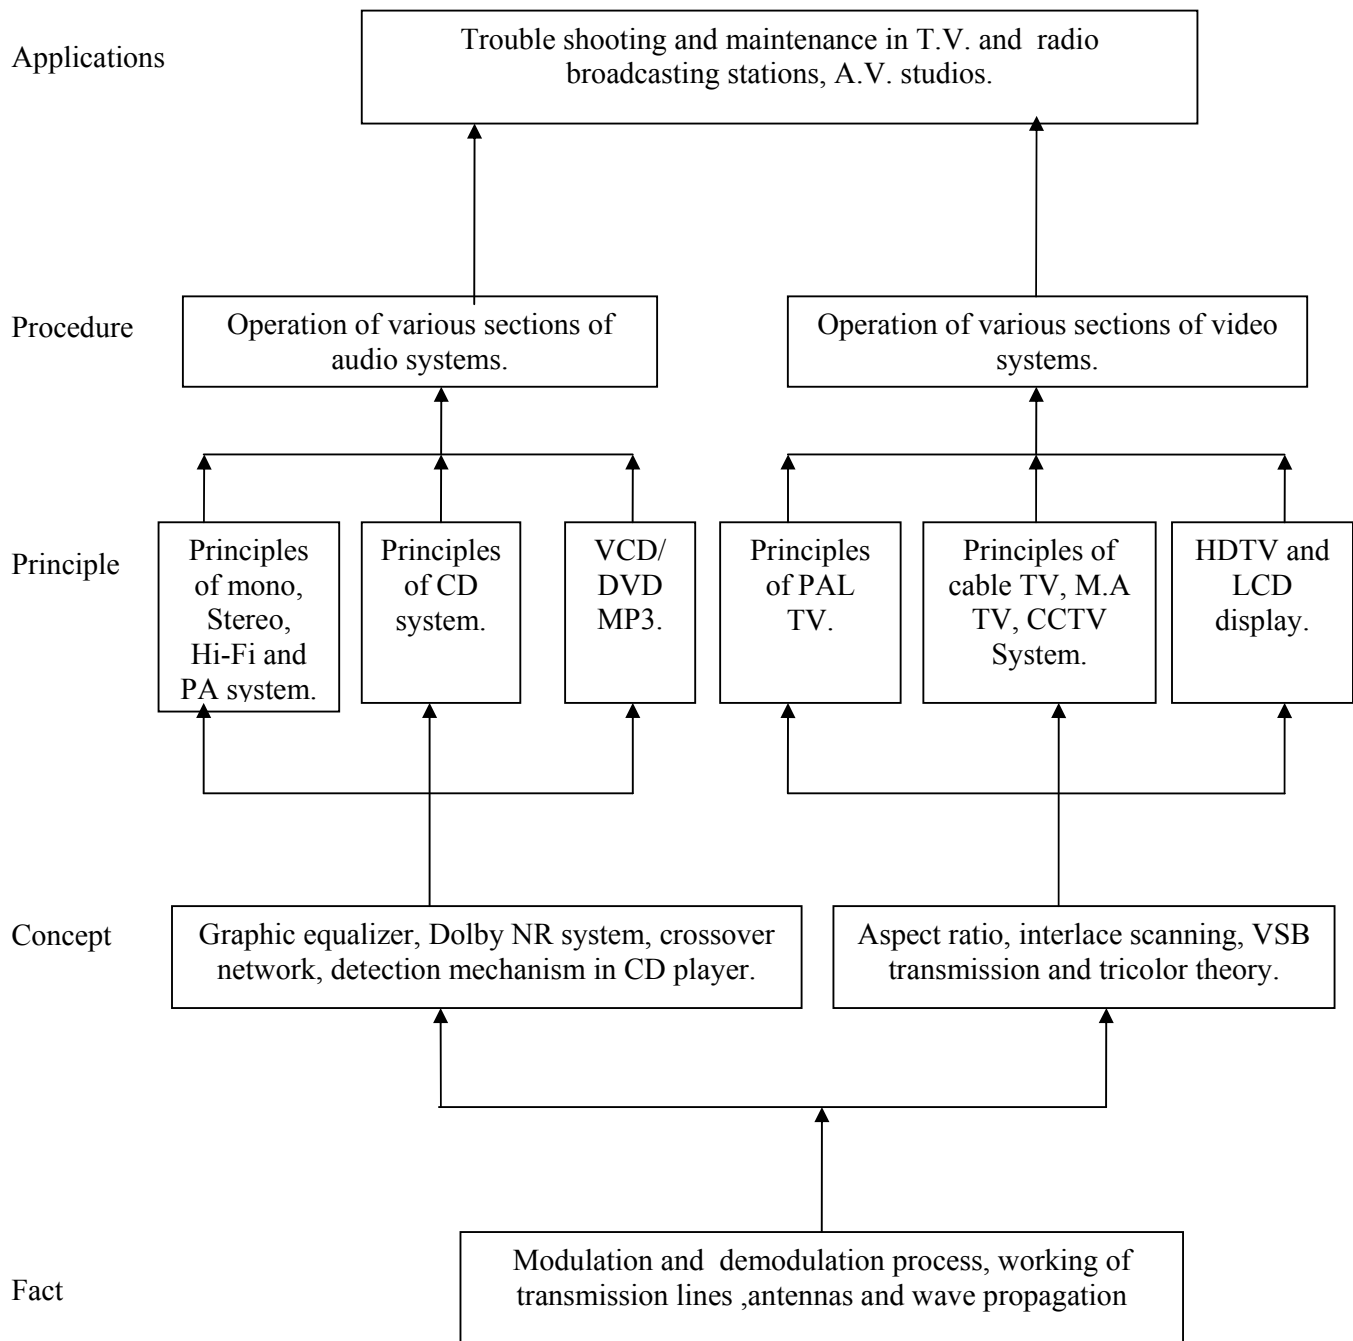 Applications
Trouble shooting and maintenance in T.V. and radio
broadcasting stations, A.V. studios.
Procedure
Operation of various sections of
audio systems.
Operation of various sections of video
systems.
Principle
Principles
of mono,
Stereo,
Hi-Fi and
PA system.
Principles
of CD
system.
VCD/
DVD
MP3.
Principles
of PAL
TV.
Principles of
cable TV, M.A
TV, CCTV
System.
HDTV and
LCD
display.
Concept
Graphic equalizer, Dolby NR system, crossover
network, detection mechanism in CD player.
Aspect ratio, interlace scanning, VSB
transmission and tricolor theory.
Fact
Modulation and demodulation process, working of
transmission lines ,antennas and wave propagation